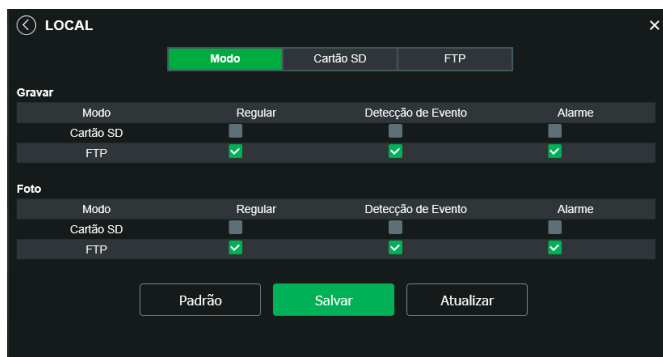 LOCAL
Modo Cartão SD FTP
Gravar
Modo Regular Detecção de Evento Alarme
Cartão SD
FTP
Foto
Modo Regular Detecção de Evento Alarme
Cartão SD
FTP
Padrão Salvar Atualizar